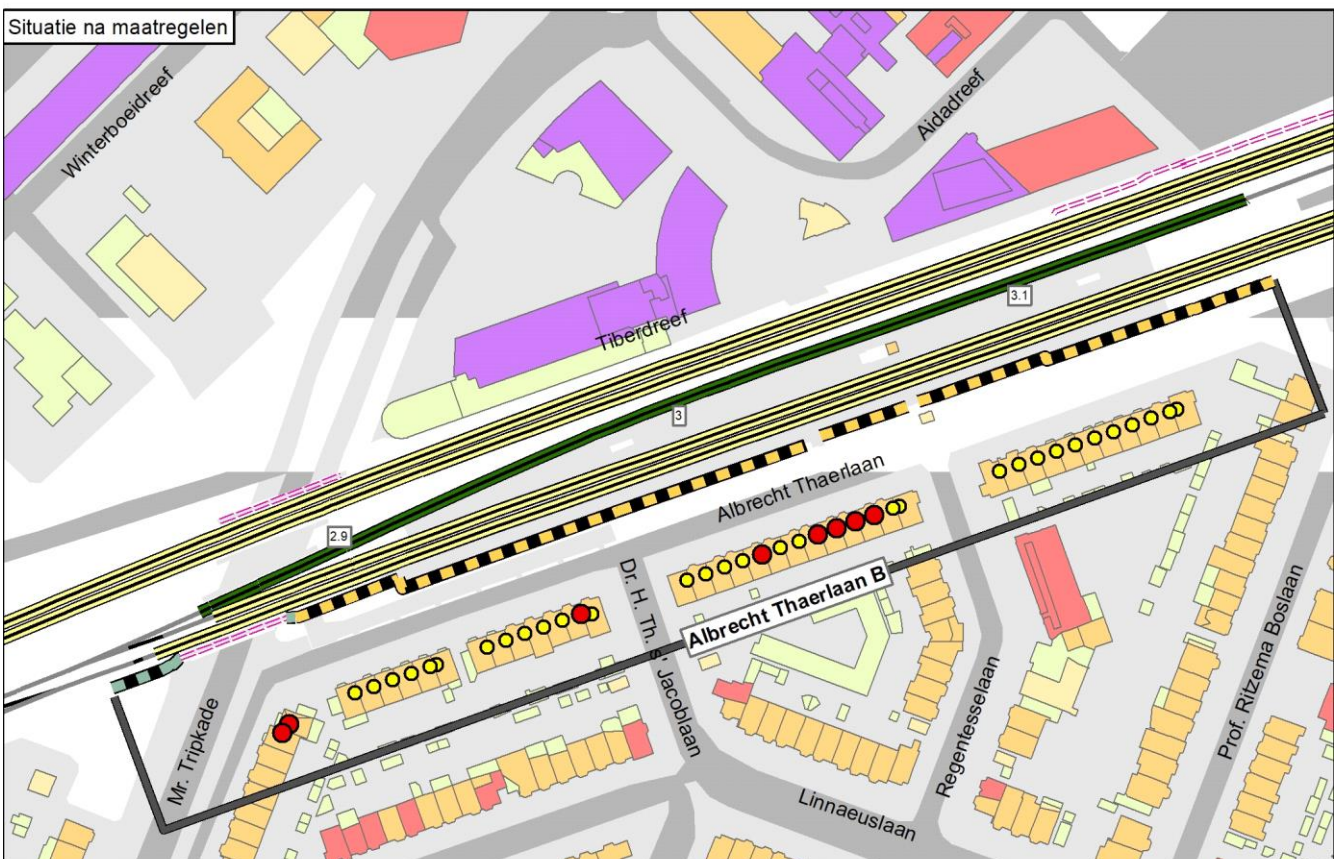 Situatie na maatregelen
Winterboeidreef
Aidadreef
Tiberdreef
3.1
3
2.9
Albrecht Thaerlaan
Albrecht Thaerlaan B
Dr. H. Th. s' Jacoblaan
Mr. Tripkade
Regentesselaan
Prof. Ritzema Boslaan
Linnaeuslaan